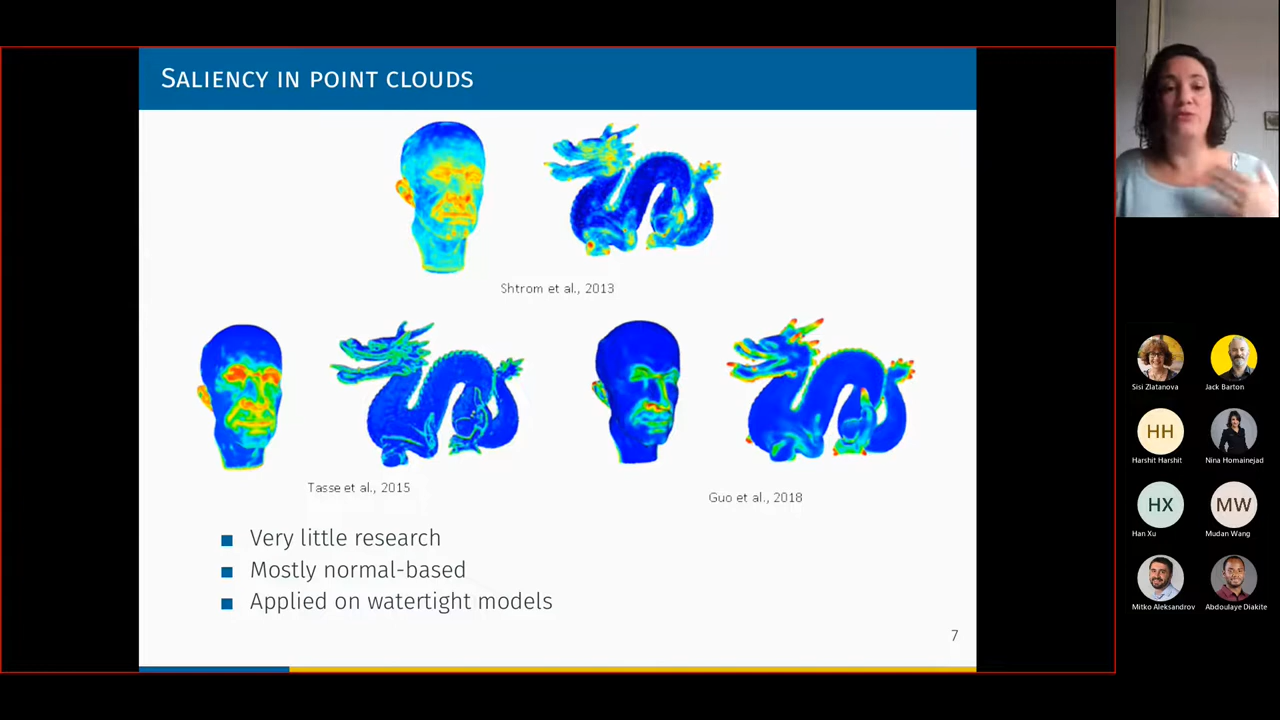 SALIENCY IN POINT CLOUDS
Shtrom et al., 2013
Tasse et al., 2015
Guo et al., 2018
Very little research
Mostly normal-based
Applied on watertight models
7
Sisi Zlatanova
Jack Barton
HH
Harshit Harshit
Nina Homainejad
HX
Han Xu
MW
Mudan Wang
Mitko Aleksandrov
Abdoulaye Diakite